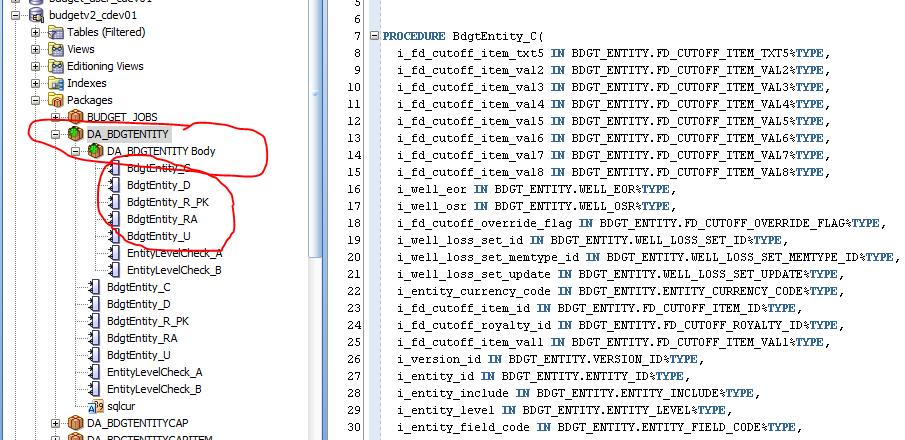 budget_user_cdev01
budgetv2_cdev01
Tables (Filtered)
Views
Editioning Views
Indexes
Packages
BUDGET_JOBS
DA_BDGTENTITY
DA_BDGTENTITY Body
BdgtEntity_C
BdgtEntity_D
BdgtEntity_R_PK
BdgtEntity_RA
BdgtEntity_U
EntityLevelCheck_A
EntityLevelCheck_B
BdgtEntity_C
BdgtEntity_D
BdgtEntity_R_PK
BdgtEntity_RA
BdgtEntity_U
EntityLevelCheck_A
EntityLevelCheck_B
sqlcur
DA_BDGTENTITYCAP
DA_BDGTENTITYCAPITEM
5
6
7 PROCEDURE BdgtEntity_C(
8 i_fd_cutoff_item_txt5 IN BDGT_ENTITY.FD_CUTOFF_ITEM_TXT5%TYPE,
9 i_fd_cutoff_item_val2 IN BDGT_ENTITY.FD_CUTOFF_ITEM_VAL2%TYPE,
10 i_fd_cutoff_item_val3 IN BDGT_ENTITY.FD_CUTOFF_ITEM_VAL3%TYPE,
11 i_fd_cutoff_item_val4 IN BDGT_ENTITY.FD_CUTOFF_ITEM_VAL4%TYPE,
12 i_fd_cutoff_item_val5 IN BDGT_ENTITY.FD_CUTOFF_ITEM_VAL5%TYPE,
13 i_fd_cutoff_item_val6 IN BDGT_ENTITY.FD_CUTOFF_ITEM_VAL6%TYPE,
14 i_fd_cutoff_item_val7 IN BDGT_ENTITY.FD_CUTOFF_ITEM_VAL7%TYPE,
15 i_fd_cutoff_item_val8 IN BDGT_ENTITY.FD_CUTOFF_ITEM_VAL8%TYPE,
16 i_well_eor IN BDGT_ENTITY.WELL_EOR%TYPE,
17 i_well_osr IN BDGT_ENTITY.WELL_OSR%TYPE,
18 i_fd_cutoff_override_flag IN BDGT_ENTITY.FD_CUTOFF_OVERRIDE_FLAG%TYPE,
19 i_well_loss_set_id IN BDGT_ENTITY.WELL_LOSS_SET_ID%TYPE,
20 i_well_loss_set_memtype_id IN BDGT_ENTITY.WELL_LOSS_SET_MEMTYPE_ID%TYPE,
21 i_well_loss_set_update IN BDGT_ENTITY.WELL_LOSS_SET_UPDATE%TYPE,
22 i_entity_currency_code IN BDGT_ENTITY.ENTITY_CURRENCY_CODE%TYPE,
23 i_fd_cutoff_item_id IN BDGT_ENTITY.FD_CUTOFF_ITEM_ID%TYPE,
24 i_fd_cutoff_royalty_id IN BDGT_ENTITY.FD_CUTOFF_ROYALTY_ID%TYPE,
25 i_fd_cutoff_item_val1 IN BDGT_ENTITY.FD_CUTOFF_ITEM_VAL1%TYPE,
26 i_version_id IN BDGT_ENTITY.VERSION_ID%TYPE,
27 i_entity_id IN BDGT_ENTITY.ENTITY_ID%TYPE,
28 i_entity_include IN BDGT_ENTITY.ENTITY_INCLUDE%TYPE,
29 i_entity_level IN BDGT_ENTITY.ENTITY_LEVEL%TYPE,
30 i_entity_field_code IN BDGT_ENTITY.ENTITY_FIELD_CODE%TYPE,